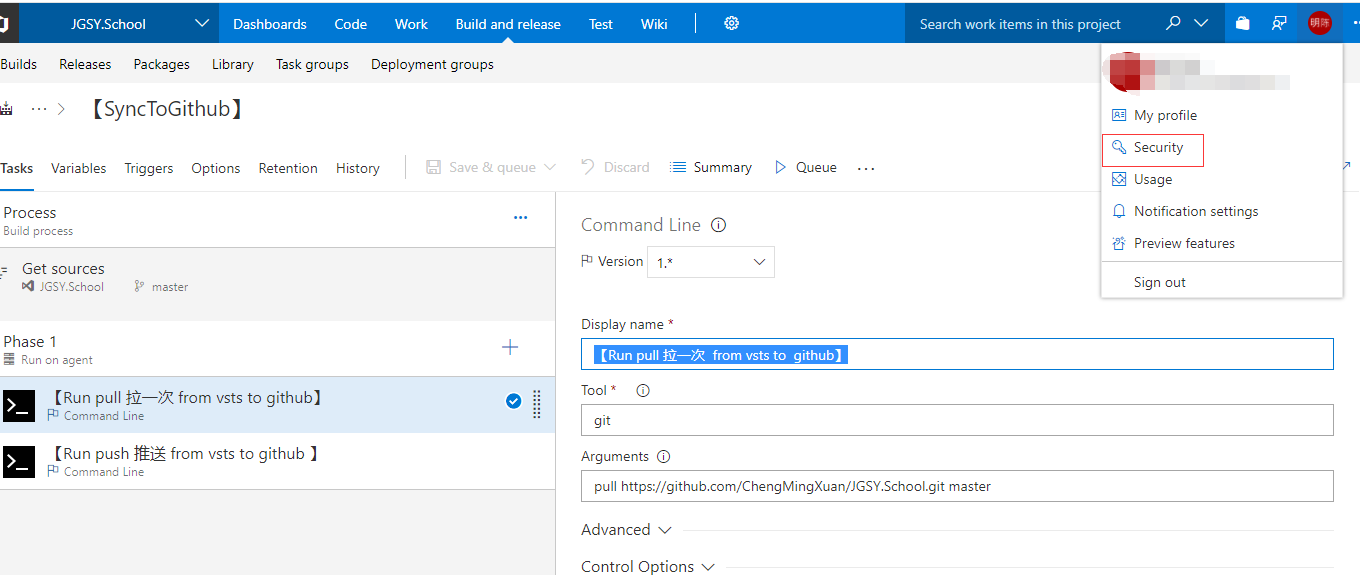 JGSY.School Dashboards Code Work Build and release Test Wiki Search work items in this project 明陈
Builds Releases Packages Library Task groups Deployment groups
... > 【SyncToGithub】
My profile
Security
Usage
Notification settings
Preview features
Sign out
Tasks Variables Triggers Options Retention History Save & queue Discard Summary Queue ...
Process
Build process
Get sources
JGSY.School master
Phase 1
Run on agent
【Run pull 拉一次 from vsts to github】
Command Line
【Run push 推送 from vsts to github 】
Command Line
Command Line
Version 1.*
Display name *
【Run pull 拉一次 from vsts to github】
Tool *
git
Arguments
pull https://github.com/ChengMingXuan/JGSY.School.git master
Advanced
Control Options